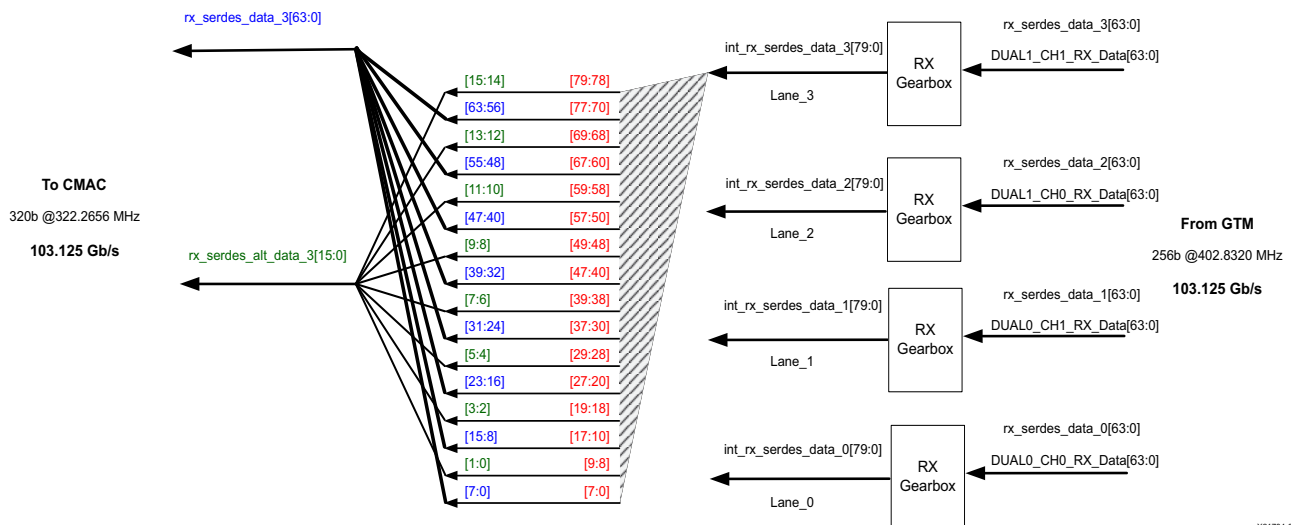 rx_serdes_data_3[63:0]
To CMAC
320b @322.2656 MHz
103.125 Gb/s
rx_serdes_alt_data_3[15:0]
[15:14] [79:78]
[63:56] [77:70]
[13:12] [69:68]
[55:48] [67:60]
[11:10] [59:58]
[47:40] [57:50]
[9:8] [49:48]
[39:32] [47:40]
[7:6] [39:38]
[31:24] [37:30]
[5:4] [29:28]
[23:16] [27:20]
[3:2] [19:18]
[15:8] [17:10]
[1:0] [9:8]
[7:0] [7:0]
int_rx_serdes_data_3[79:0]
Lane_3
RX
Gearbox
rx_serdes_data_3[63:0]
DUAL1_CH1_RX_Data[63:0]
int_rx_serdes_data_2[79:0]
Lane_2
RX
Gearbox
rx_serdes_data_2[63:0]
DUAL1_CH0_RX_Data[63:0]
From GTM
256b @402.8320 MHz
103.125 Gb/s
int_rx_serdes_data_1[79:0]
Lane_1
RX
Gearbox
rx_serdes_data_1[63:0]
DUAL0_CH1_RX_Data[63:0]
int_rx_serdes_data_0[79:0]
Lane_0
RX
Gearbox
rx_serdes_data_0[63:0]
DUAL0_CH0_RX_Data[63:0]